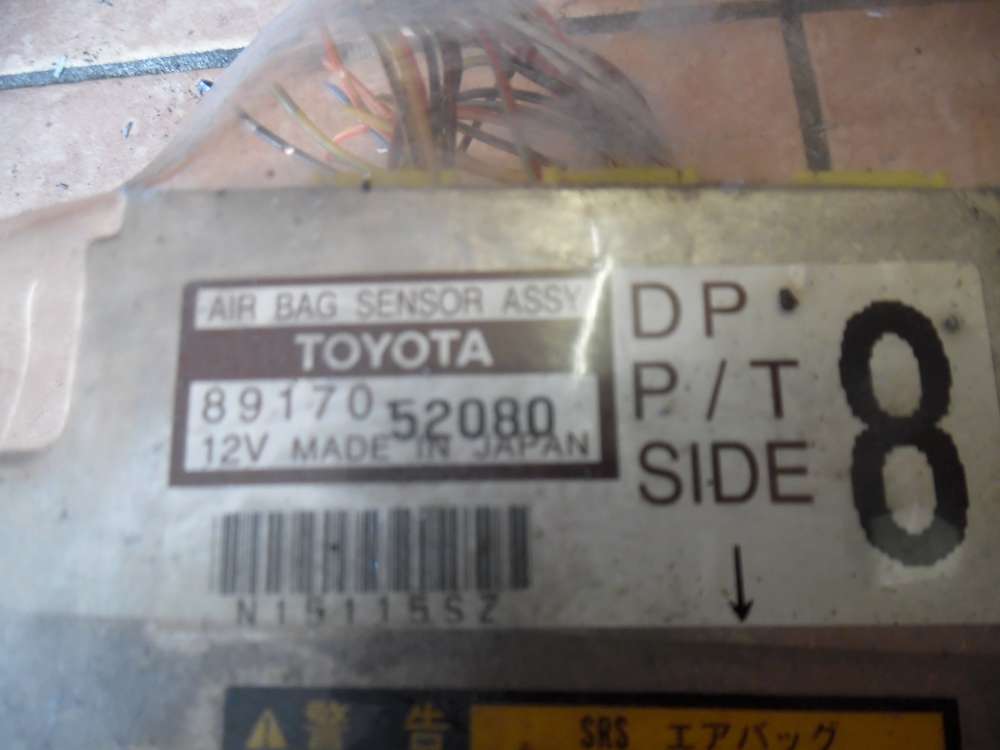 AIR BAG SENSOR ASSY
TOYOTA
89170 52080
12V MADE IN JAPAN
N15115SZ
DP
P/T
SIDE
8
警告
SRS エアバッグ